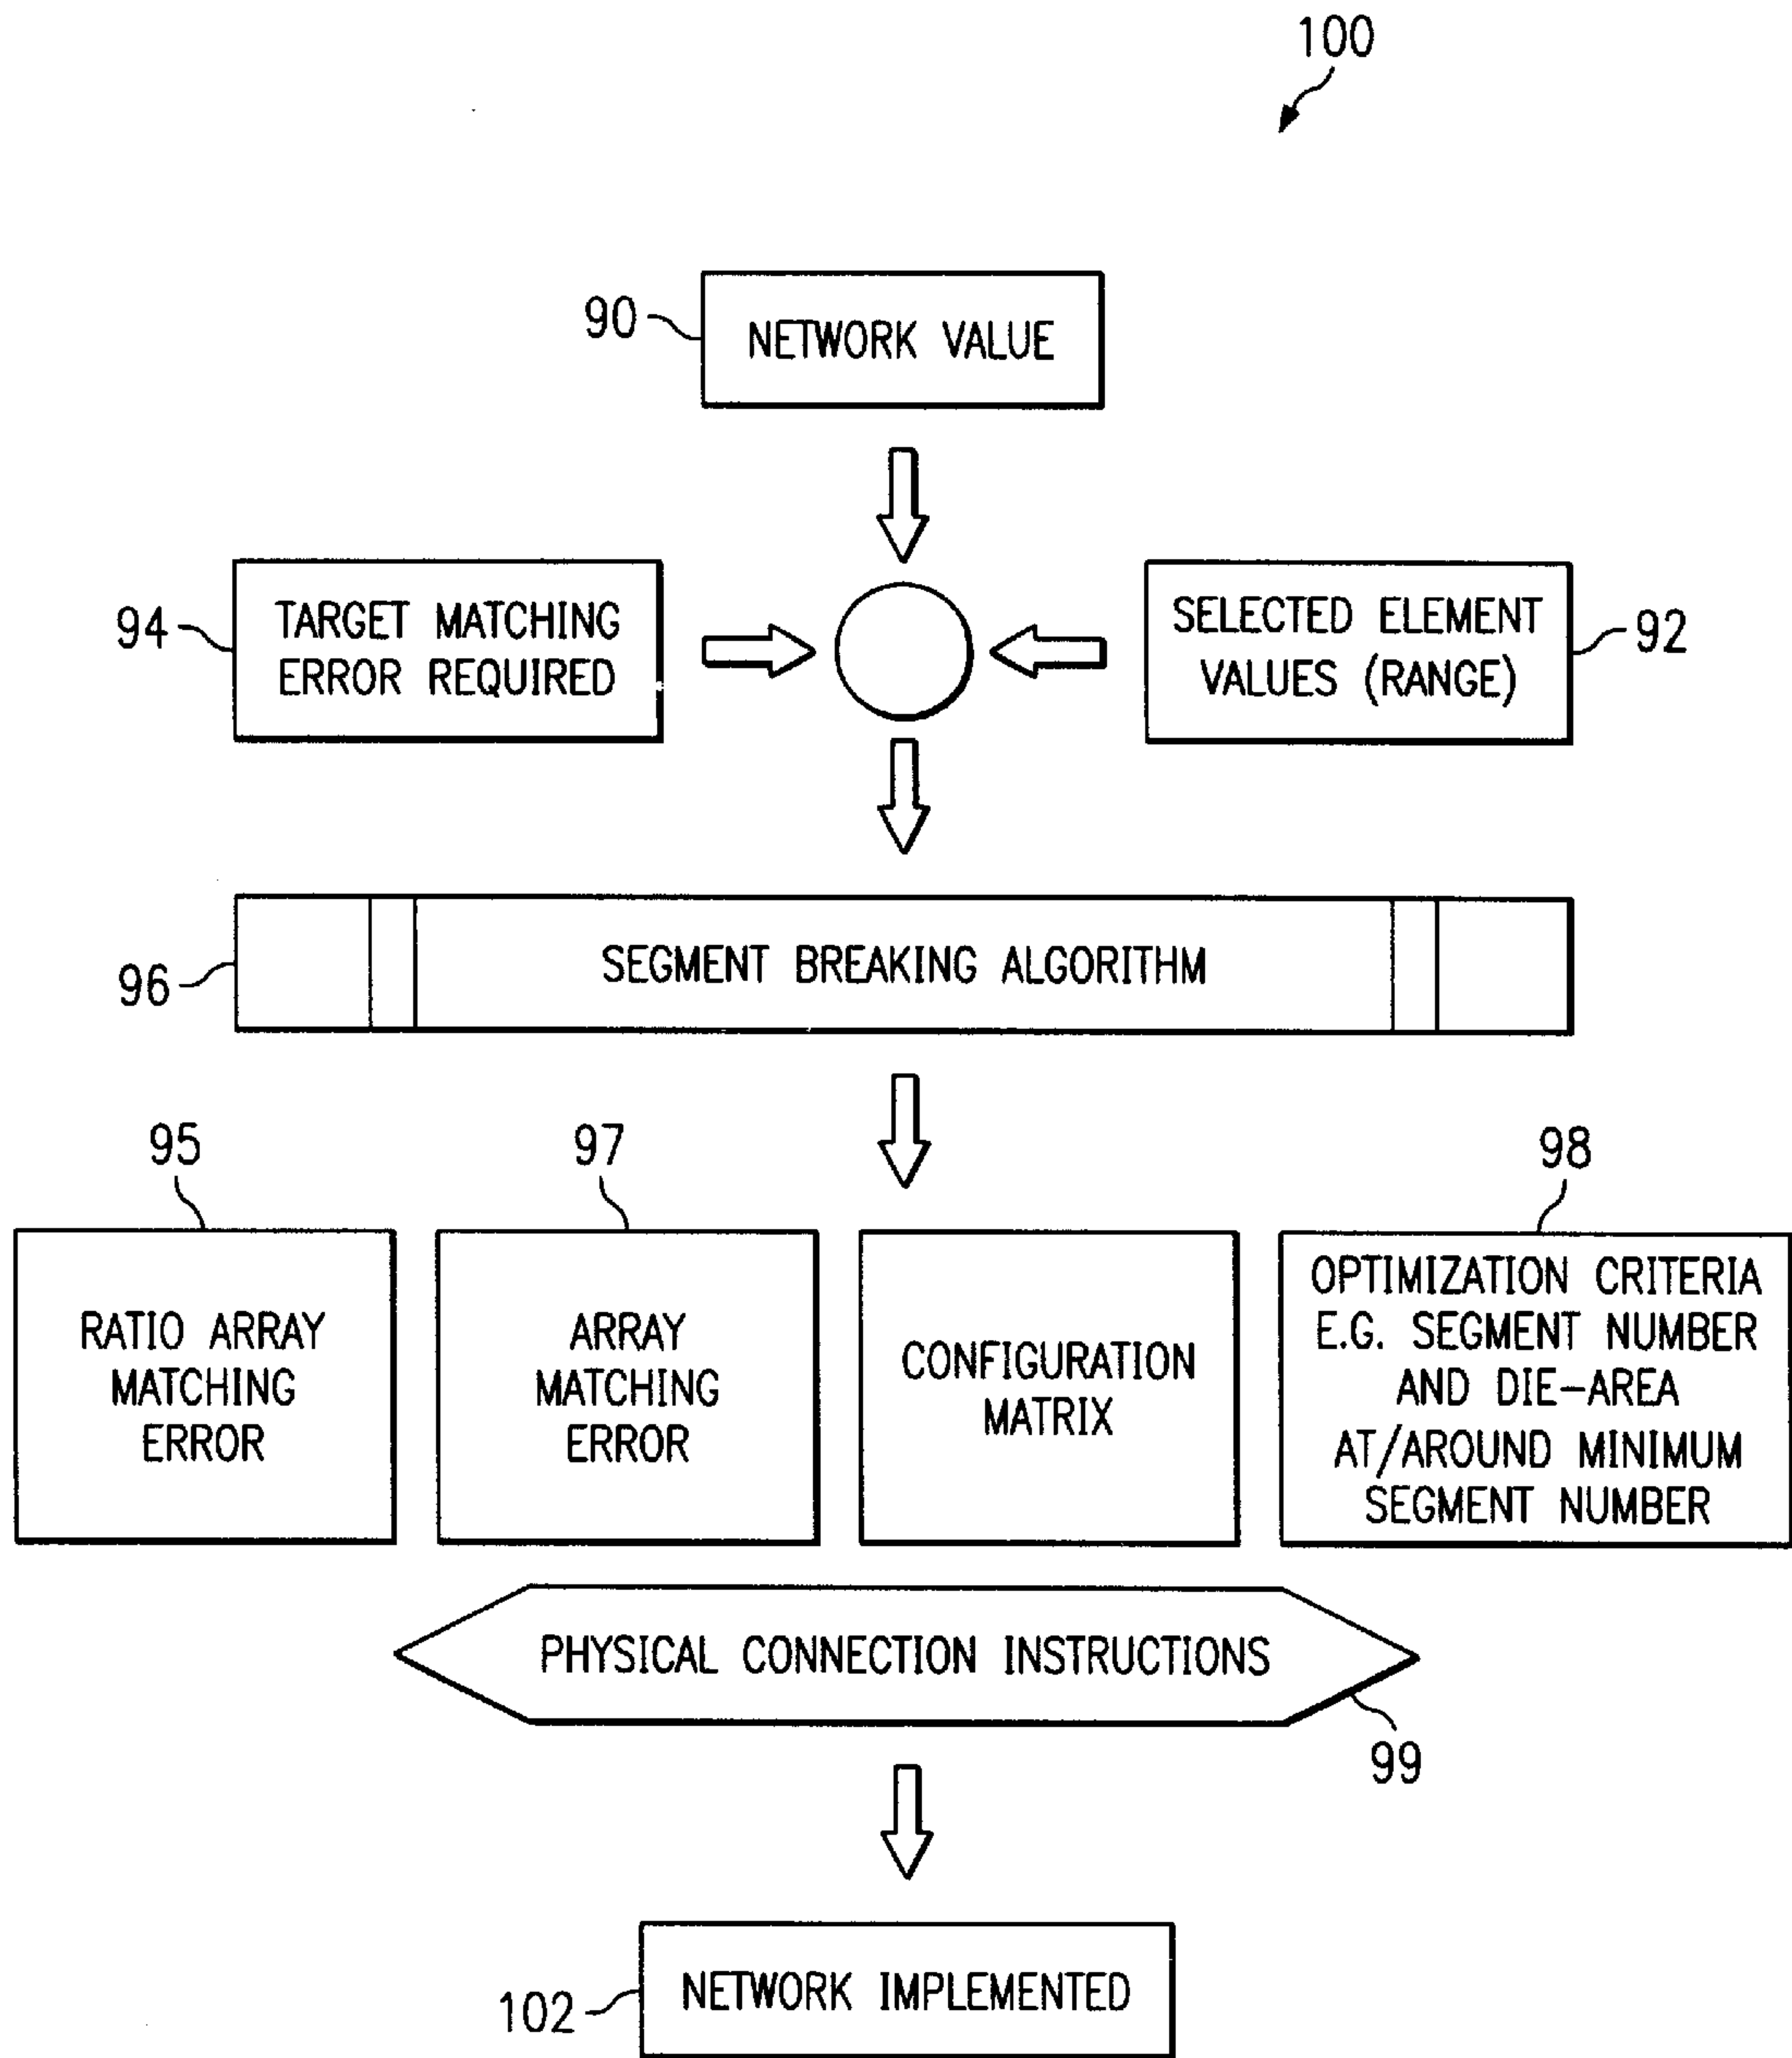 100
90
NETWORK VALUE
94
TARGET MATCHING
ERROR REQUIRED
SELECTED ELEMENT
VALUES (RANGE)
92
96
SEGMENT BREAKING ALGORITHM
95
RATIO ARRAY
MATCHING
ERROR
97
ARRAY
MATCHING
ERROR
CONFIGURATION
MATRIX
98
OPTIMIZATION CRITERIA
E.G. SEGMENT NUMBER
AND DIE-AREA
AT/AROUND MINIMUM
SEGMENT NUMBER
PHYSICAL CONNECTION INSTRUCTIONS
99
102
NETWORK IMPLEMENTED